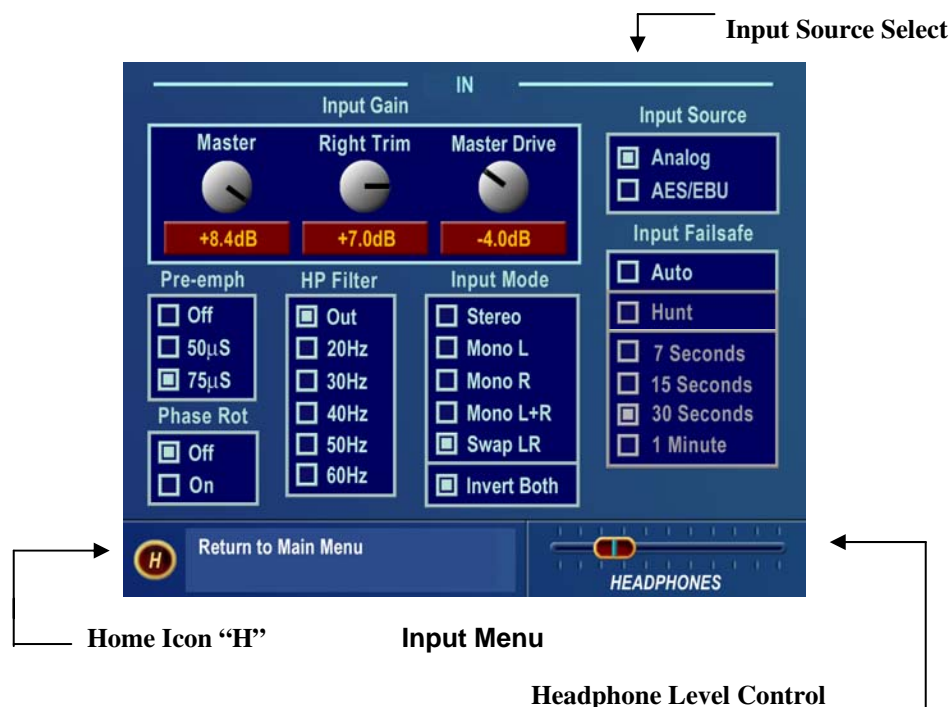 Input Source Select
IN
Input Gain
Master
Right Trim
Master Drive
+8.4dB
+7.0dB
-4.0dB
Input Source
Analog
AES/EBU
Input Failsafe
Auto
Hunt
7 Seconds
15 Seconds
30 Seconds
1 Minute
Pre-emph
Off
50µS
75µS
Phase Rot
Off
On
HP Filter
Out
20Hz
30Hz
40Hz
50Hz
60Hz
Input Mode
Stereo
Mono L
Mono R
Mono L+R
Swap LR
Invert Both
H
Return to Main Menu
HEADPHONES
Home Icon “H”
Input Menu
Headphone Level Control